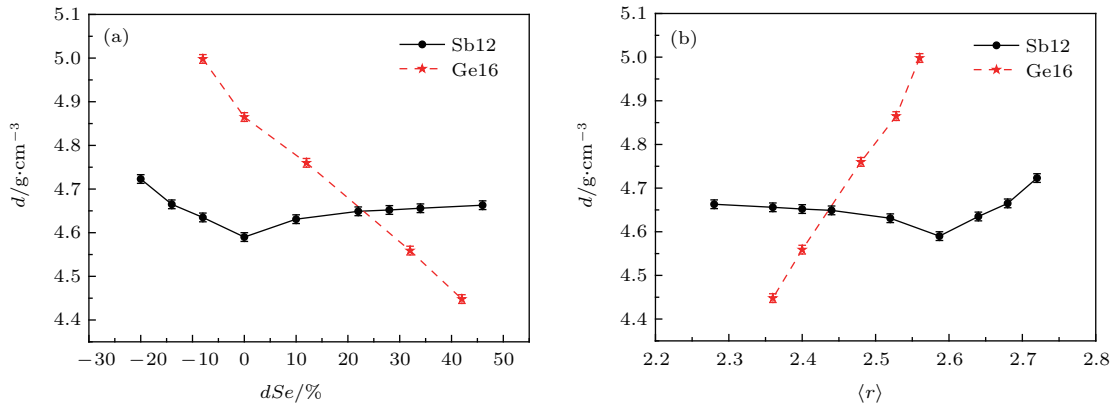 (a)
Sb12
Ge16
d/g·cm⁻³
5.1
5.0
4.9
4.8
4.7
4.6
4.5
4.4
−30 −20 −10 0 10 20 30 40 50
dSe/%
(b)
Sb12
Ge16
d/g·cm⁻³
5.1
5.0
4.9
4.8
4.7
4.6
4.5
4.4
2.2 2.3 2.4 2.5 2.6 2.7 2.8
⟨r⟩